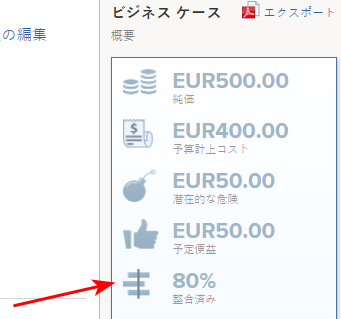 の編集
ビジネス ケース
エクスポート
概要
EUR500.00
純価
EUR400.00
予算計上コスト
EUR50.00
潜在的な危険
EUR50.00
予定便益
80%
整合済み